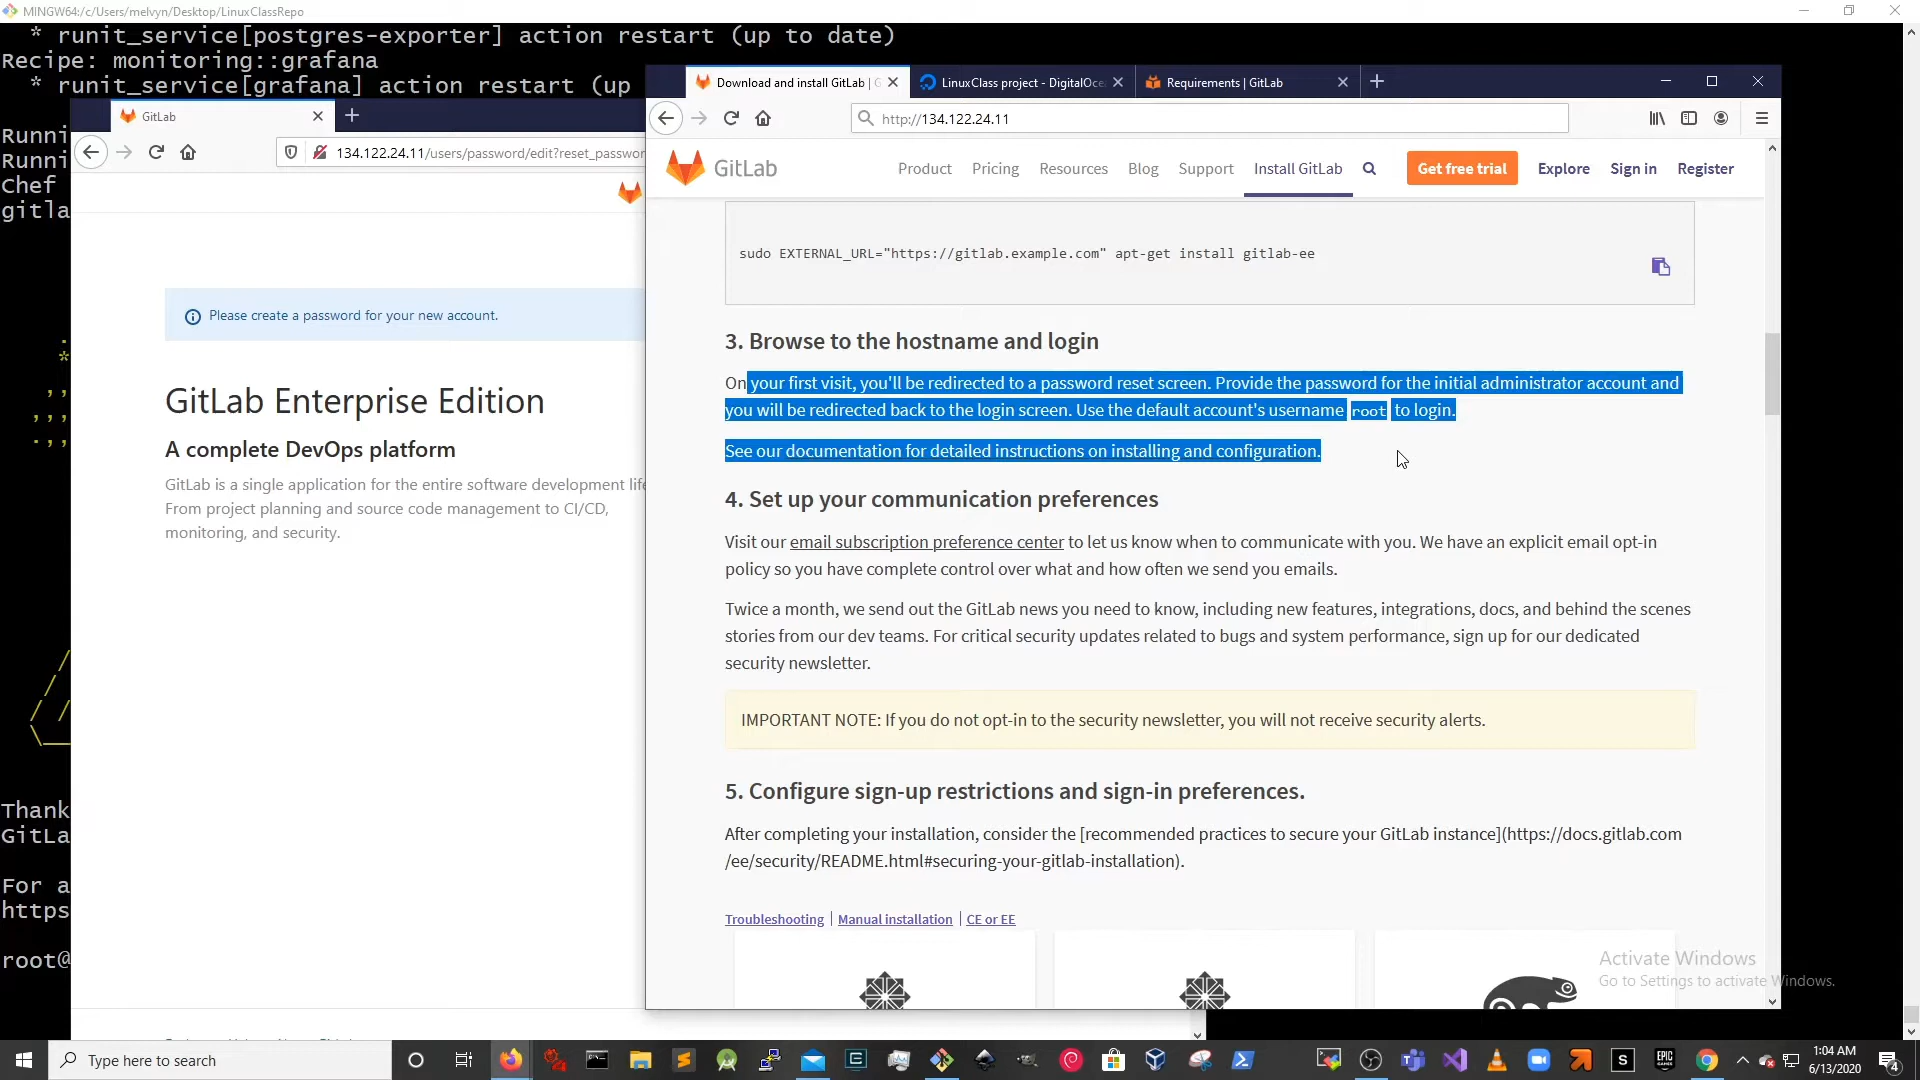 MINGW64:/c/Users/melvyn/Desktop/LinuxClassRepo
* runit_service[postgres-exporter] action restart (up to date)
Recipe: monitoring::grafana
* runit_service[grafana] action restart (up
Runni
Runni
Chef
gitla
Thank
GitLa
For a
https
root@
GitLab
134.122.24.11/users/password/edit?reset_passwor
Please create a password for your new account.
GitLab Enterprise Edition
A complete DevOps platform
GitLab is a single application for the entire software development life
From project planning and source code management to CI/CD,
monitoring, and security.
Download and install GitLab | G
LinuxClass project - DigitalOcea
Requirements | GitLab
http://134.122.24.11
GitLab
Product
Pricing
Resources
Blog
Support
Install GitLab
Get free trial
Explore
Sign in
Register
sudo EXTERNAL_URL="https://gitlab.example.com" apt-get install gitlab-ee
3. Browse to the hostname and login
On your first visit, you'll be redirected to a password reset screen. Provide the password for the initial administrator account and
you will be redirected back to the login screen. Use the default account's username root to login.
See our documentation for detailed instructions on installing and configuration.
4. Set up your communication preferences
Visit our email subscription preference center to let us know when to communicate with you. We have an explicit email opt-in
policy so you have complete control over what and how often we send you emails.
Twice a month, we send out the GitLab news you need to know, including new features, integrations, docs, and behind the scenes
stories from our dev teams. For critical security updates related to bugs and system performance, sign up for our dedicated
security newsletter.
IMPORTANT NOTE: If you do not opt-in to the security newsletter, you will not receive security alerts.
5. Configure sign-up restrictions and sign-in preferences.
After completing your installation, consider the [recommended practices to secure your GitLab instance](https://docs.gitlab.com
/ee/security/README.html#securing-your-gitlab-installation).
Troubleshooting | Manual installation | CE or EE
Activate Windows
Go to Settings to activate Windows.
Type here to search
EPIC
GAMES
1:04 AM
6/13/2020
4